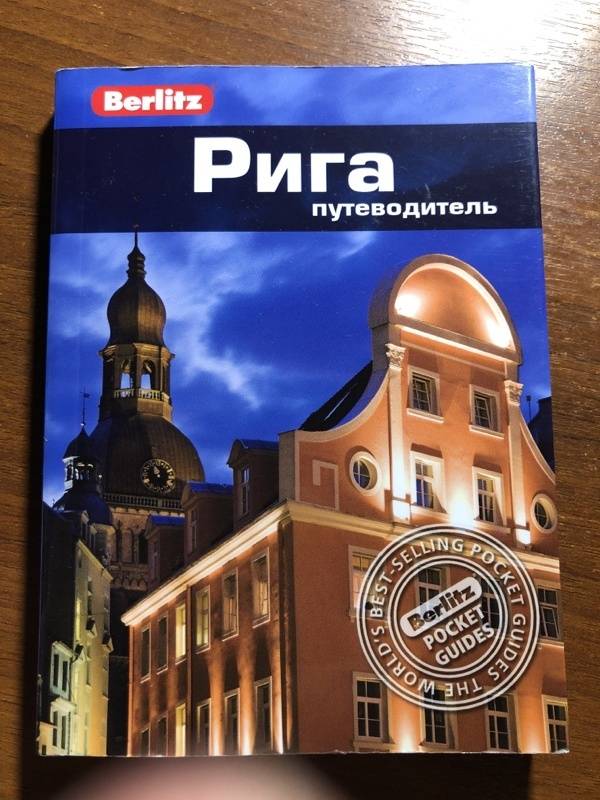 Berlitz
Рига
путеводитель
THE WORLD'S BEST-SELLING POCKET GUIDES
Berlitz
POCKET
GUIDES